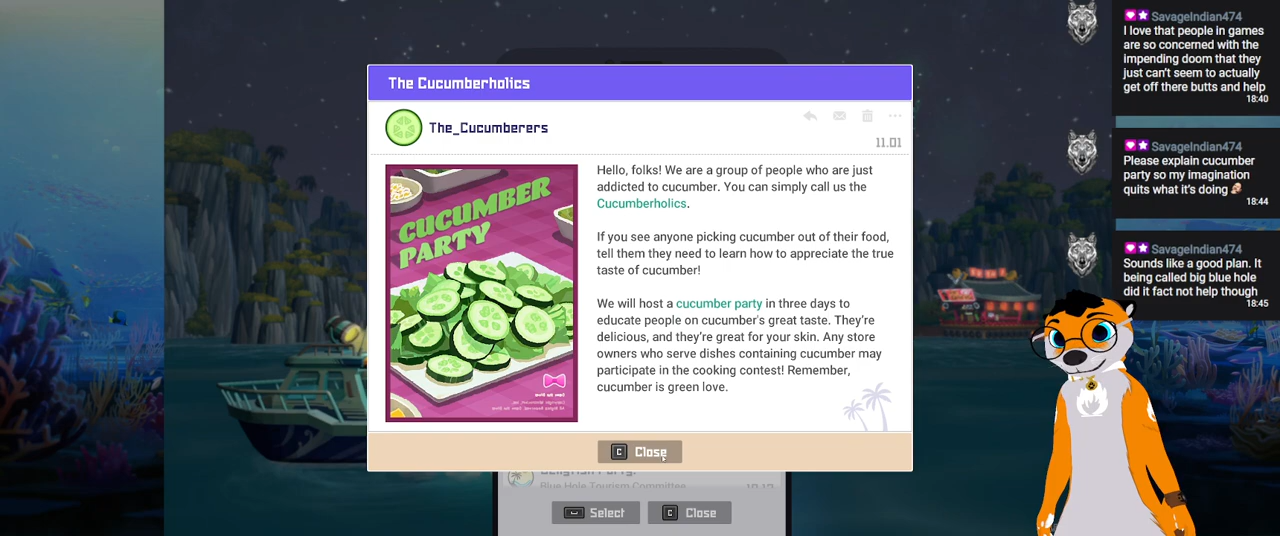 The Cucumberholics
The_Cucumberers
11.01
CUCUMBER
PARTY
Hello, folks! We are a group of people who are just
addicted to cucumber. You can simply call us the
Cucumberholics.
If you see anyone picking cucumber out of their food,
tell them they need to learn how to appreciate the true
taste of cucumber!
We will host a cucumber party in three days to
educate people on cucumber's great taste. They're
delicious, and they're great for your skin. Any store
owners who serve dishes containing cucumber may
participate in the cooking contest! Remember,
cucumber is green love.
C Close
Blue Hole Tourism Committee
Select
C Close
SavageIndian474
I love that people in games
are so concerned with the
impending doom that they
just can't seem to actually
get off there butts and help
18:40
SavageIndian474
Please explain cucumber
party so my imagination
quits what it's doing
18:44
SavageIndian474
Sounds like a good plan. It
being called big blue hole
did it fact not help though
18:45